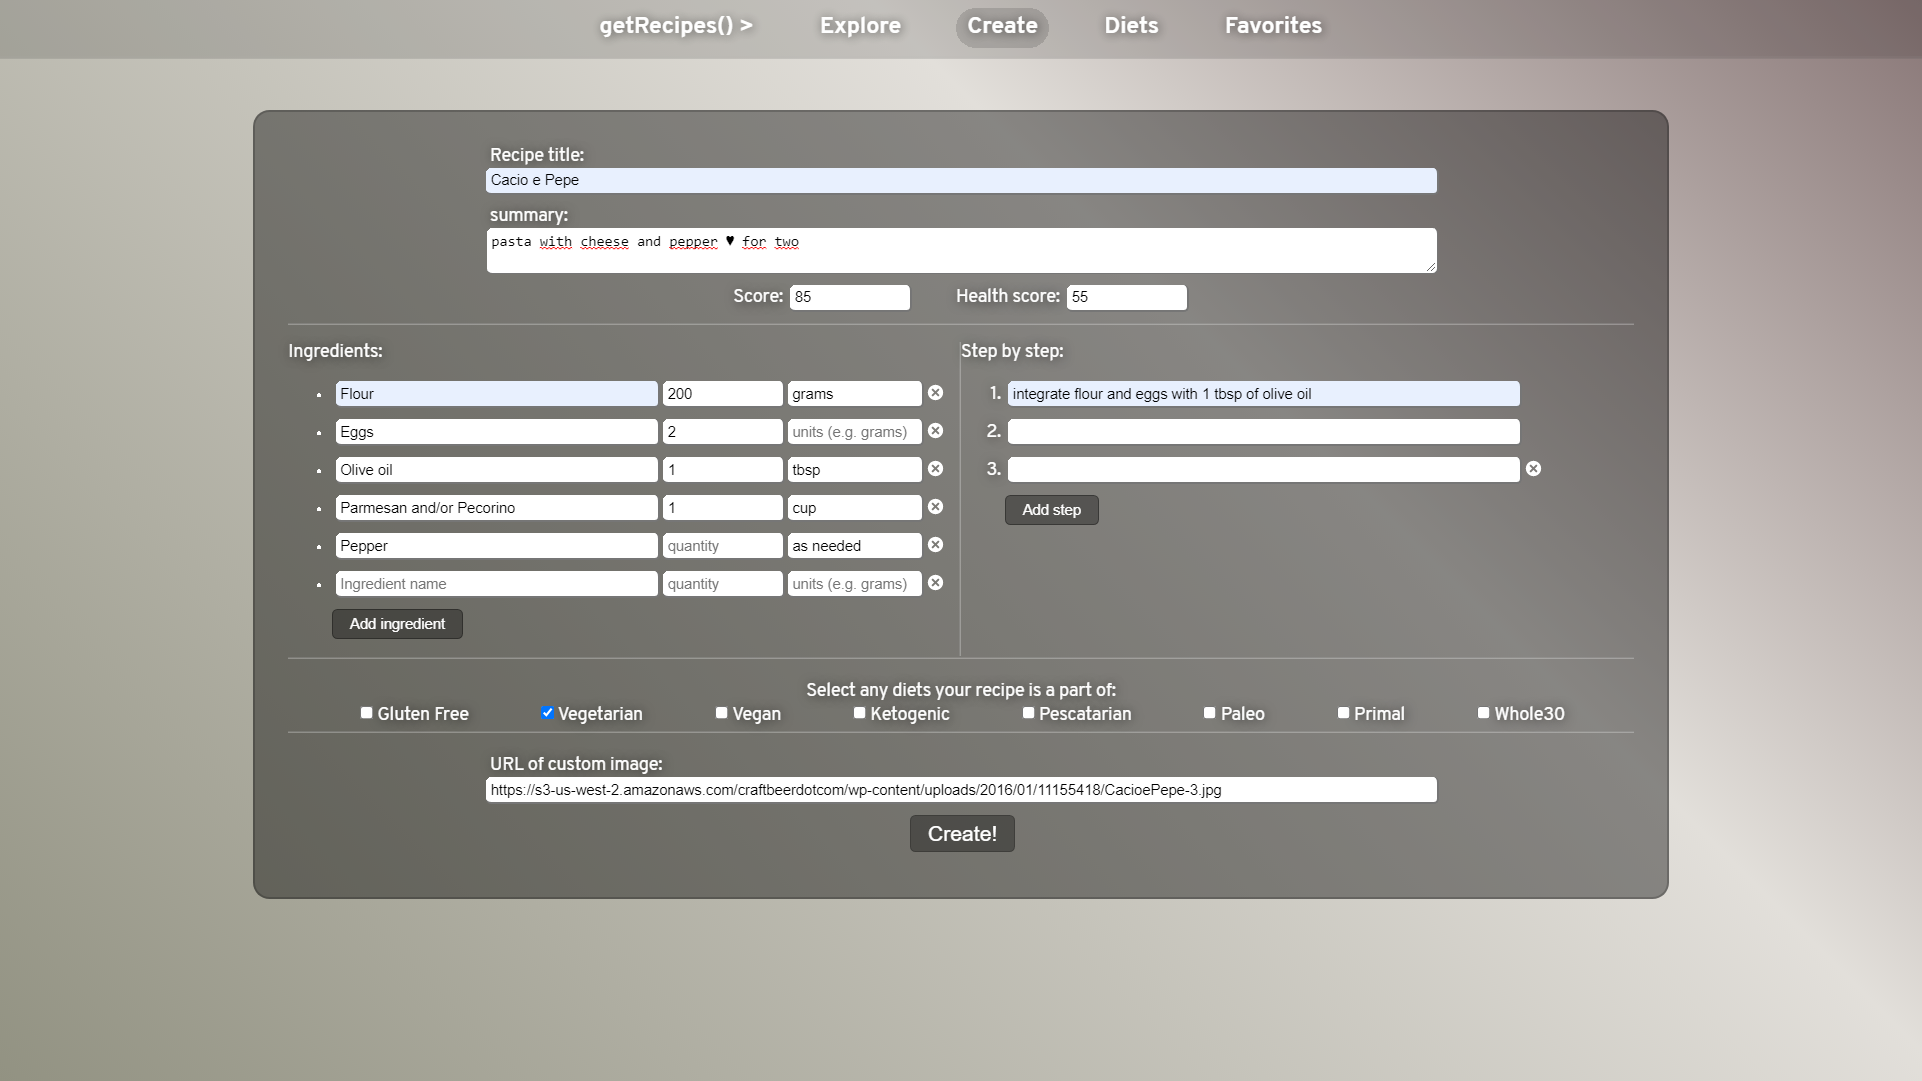 getRecipes() > Explore Create Diets Favorites
Recipe title:
Cacio e Pepe
summary:
pasta with cheese and pepper ♥ for two
Score: 85 Health score: 55
Ingredients:
Flour 200 grams
Eggs 2 units (e.g. grams)
Olive oil 1 tbsp
Parmesan and/or Pecorino 1 cup
Pepper quantity as needed
Ingredient name quantity units (e.g. grams)
Add ingredient
Step by step:
1. integrate flour and eggs with 1 tbsp of olive oil
2.
3.
Add step
Select any diets your recipe is a part of:
Gluten Free Vegetarian Vegan Ketogenic Pescatarian Paleo Primal Whole30
URL of custom image:
https://s3-us-west-2.amazonaws.com/craftbeerdotcom/wp-content/uploads/2016/01/11155418/CacioePepe-3.jpg
Create!